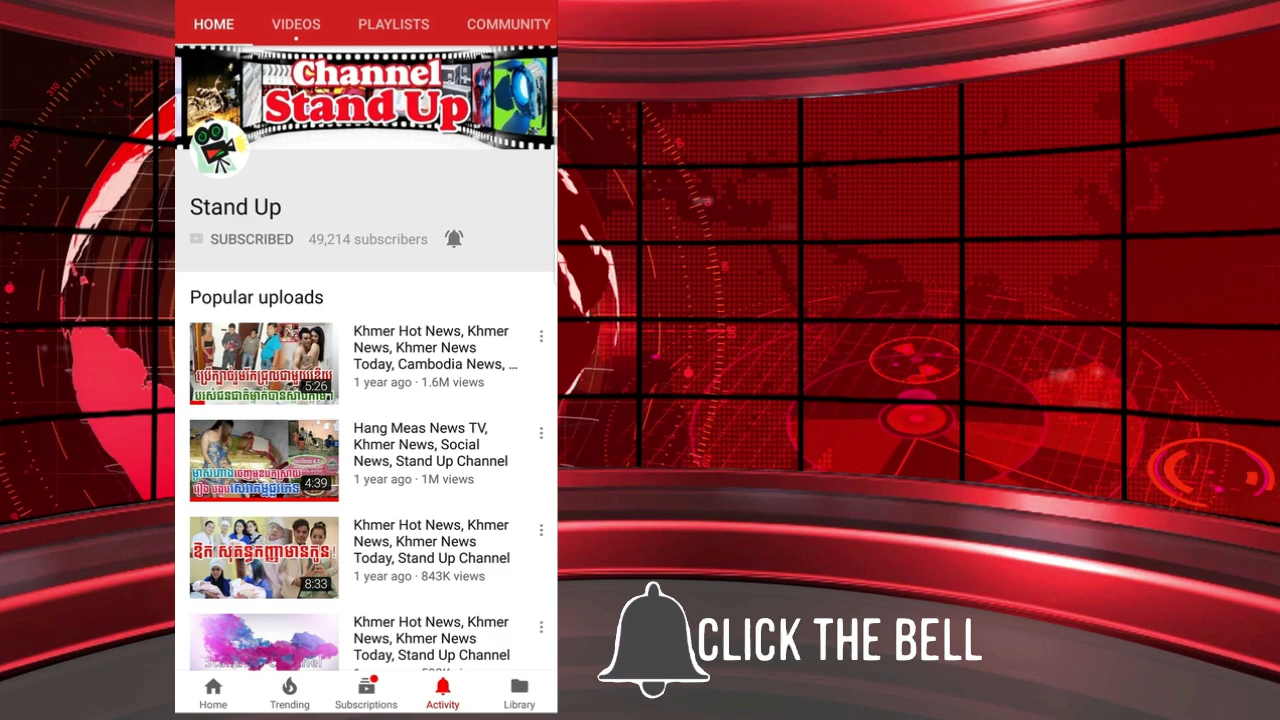 HOME VIDEOS PLAYLISTS COMMUNITY
Channel
Stand Up
Stand Up
SUBSCRIBED 49,214 subscribers
Popular uploads
Khmer Hot News, Khmer
News, Khmer News
Today, Cambodia News, ...
1 year ago · 1.6M views
5:26
Hang Meas News TV,
Khmer News, Social
News, Stand Up Channel
1 year ago · 1M views
4:39
Khmer Hot News, Khmer
News, Khmer News
Today, Stand Up Channel
1 year ago · 843K views
8:33
Khmer Hot News, Khmer
News, Khmer News
Today, Stand Up Channel
Home Trending Subscriptions Activity Library
CLICK THE BELL